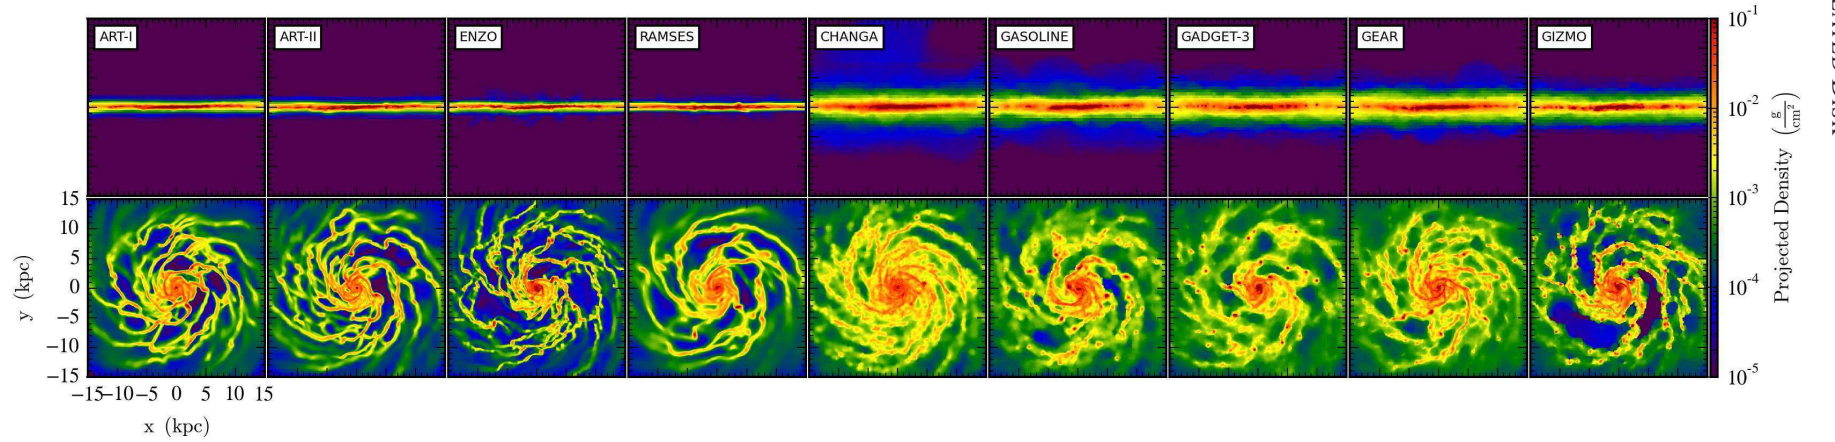 ART-I
ART-II
ENZO
RAMSES
CHANGA
GASOLINE
GADGET-3
GEAR
GIZMO
10⁻¹
10⁻²
10⁻³
10⁻⁴
10⁻⁵
Projected Density (g/cm²)
15
10
5
0
−5
−10
−15
y (kpc)
−15 −10 −5 0 5 10 15
x (kpc)